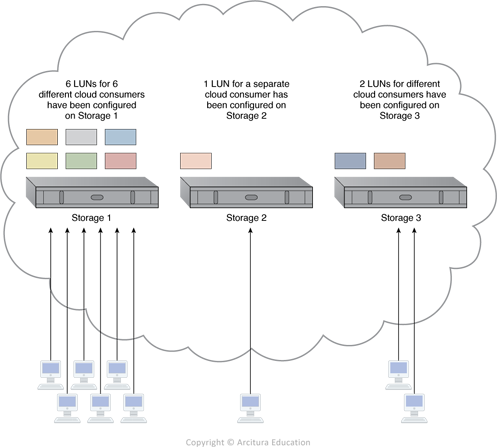 6 LUNs for 6
different cloud consumers
have been configured
on Storage 1
1 LUN for a separate
cloud consumer has
been configured on
Storage 2
2 LUNs for different
cloud consumers have
been configured on
Storage 3
Storage 1
Storage 2
Storage 3
Copyright © Arcitura Education